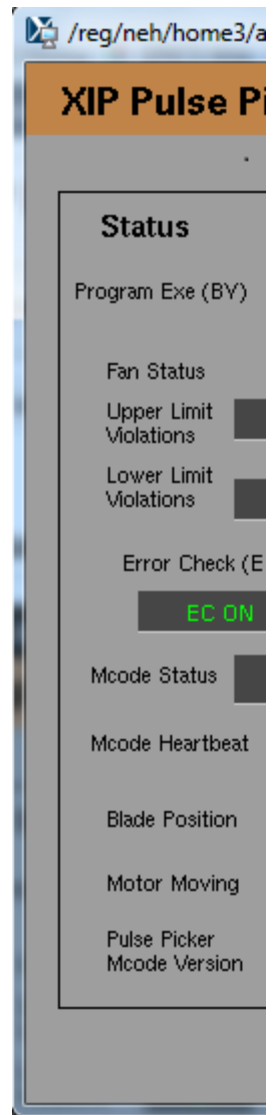 /reg/neh/home3/a
XIP Pulse Pi
Status
Program Exe (BY)
Fan Status
Upper Limit
Violations
Lower Limit
Violations
Error Check (E
EC ON
Mcode Status
Mcode Heartbeat
Blade Position
Motor Moving
Pulse Picker
Mcode Version